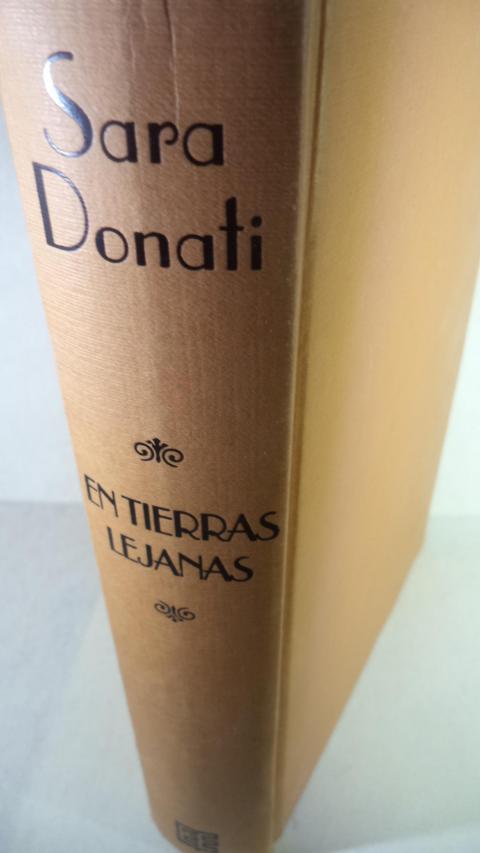 Sara
Donati
EN TIERRAS
LEJANAS